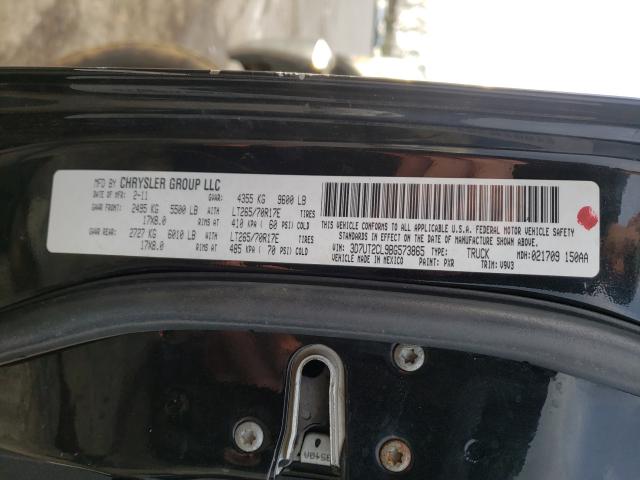 MFD BY CHRYSLER GROUP LLC
DATE OF MFR: 2-11 GVWR: 4355 KG 9600 LB
GAWR FRONT: 2495 KG 5500 LB WITH LT265/70R17E TIRES
17X8.0 RIMS AT 410 KPA ( 60 PSI) COLD
GAWR REAR: 2727 KG 6010 LB WITH LT265/70R17E TIRES
17X8.0 RIMS AT 485 KPA ( 70 PSI) COLD
THIS VEHICLE CONFORMS TO ALL APPLICABLE U.S.A. FEDERAL MOTOR VEHICLE SAFETY
STANDARDS IN EFFECT ON THE DATE OF MANUFACTURE SHOWN ABOVE.
VIN: 3D7UT2CL9BG573865 TYPE: TRUCK MDH: 021709 150AA
VEHICLE MADE IN MEXICO PAINT: PXR TRIM: V9V3